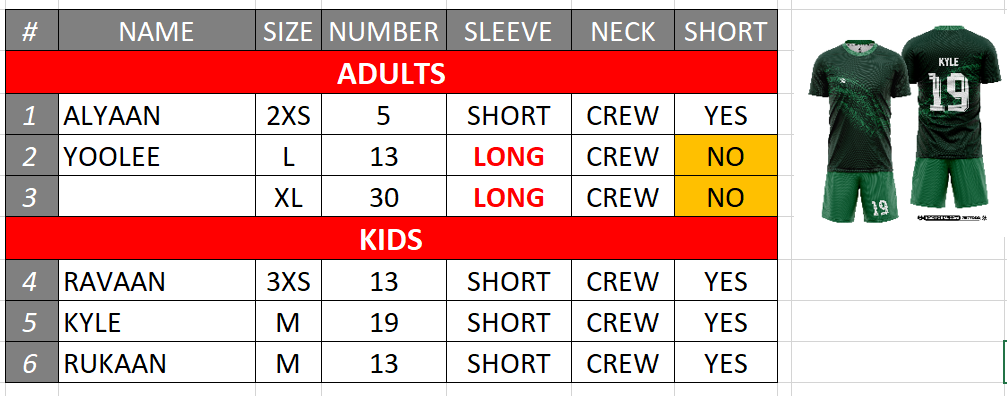 # NAME SIZE NUMBER SLEEVE NECK SHORT
ADULTS
1 ALYAAN 2XS 5 SHORT CREW YES
2 YOOLEE L 13 LONG CREW NO
3 XL 30 LONG CREW NO
KIDS
4 RAVAAN 3XS 13 SHORT CREW YES
5 KYLE M 19 SHORT CREW YES
6 RUKAAN M 13 SHORT CREW YES
KYLE
19
19